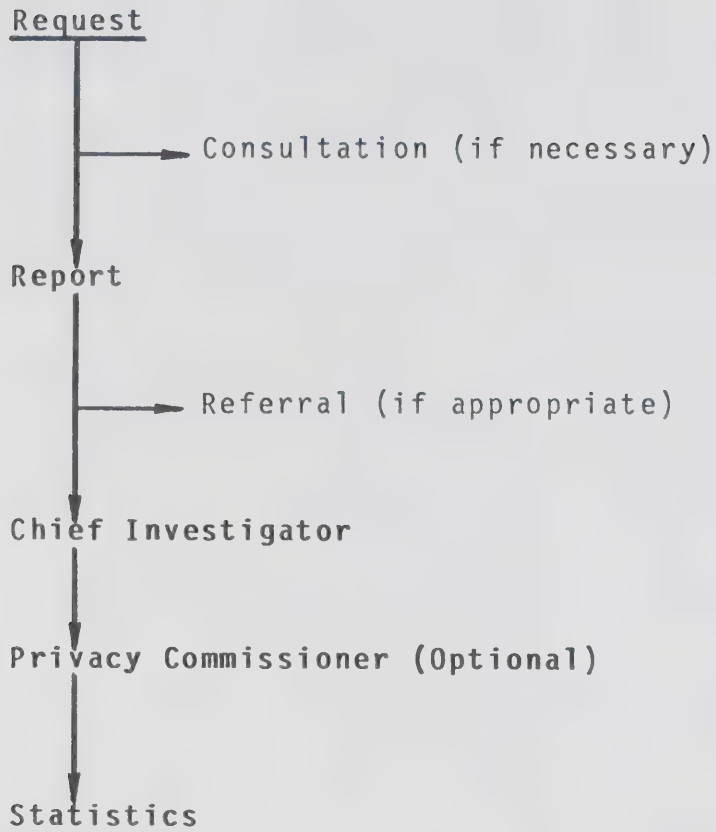 Request
Consultation (if necessary)
Report
Referral (if appropriate)
Chief Investigator
Privacy Commissioner (Optional)
Statistics